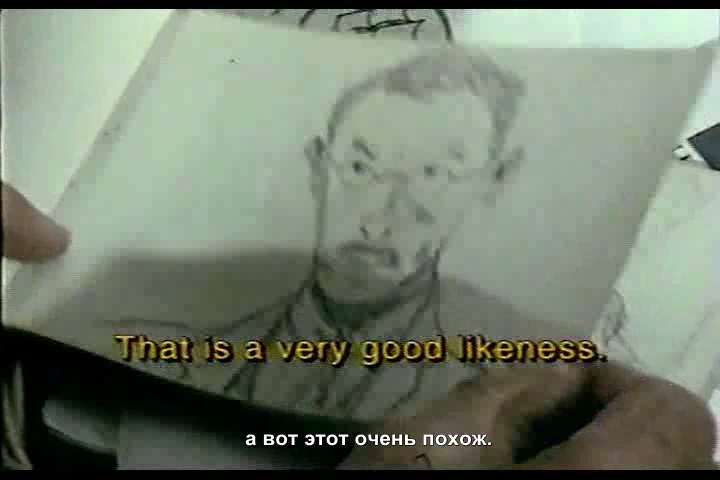 That is a very good likeness.
а вот этот очень похож.